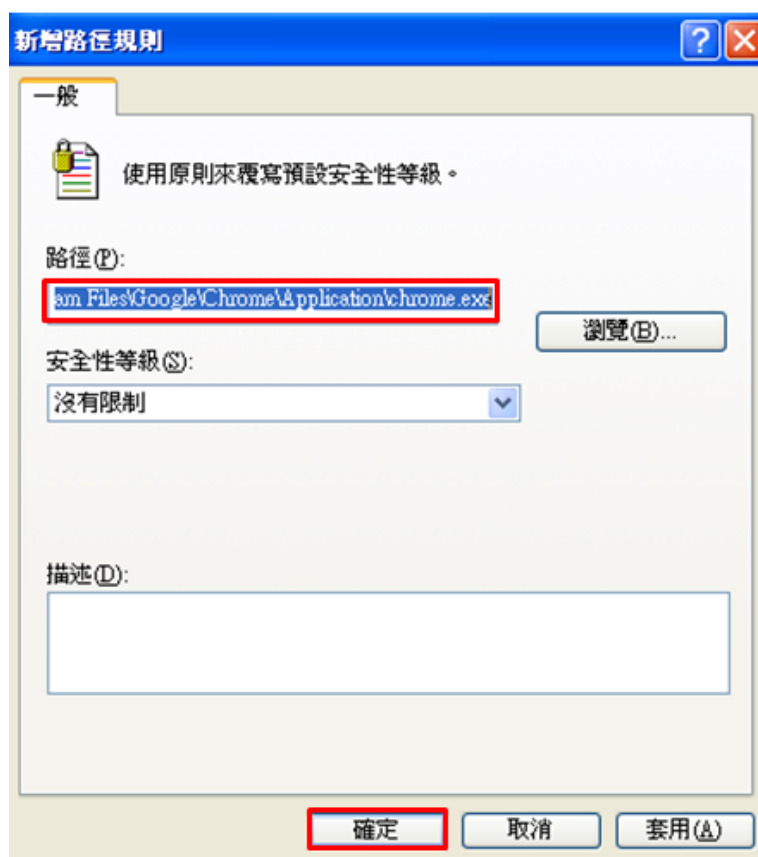 新增路徑規則
一般
使用原則來覆寫預設安全性等級。
路徑(P):
am Files\Google\Chrome\Application\chrome.exe
瀏覽(B)...
安全性等級(S):
沒有限制
描述(D):
確定
取消
套用(A)